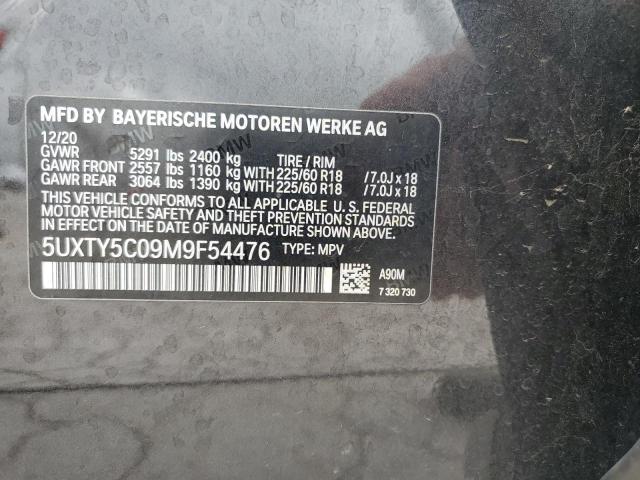 MFD BY BAYERISCHE MOTOREN WERKE AG
12/20
GVWR 5291 lbs 2400 kg TIRE / RIM
GAWR FRONT 2557 lbs 1160 kg WITH 225/60 R18 /7.0J x 18
GAWR REAR 3064 lbs 1390 kg WITH 225/60 R18 /7.0J x 18
THIS VEHICLE CONFORMS TO ALL APPLICABLE U. S. FEDERAL
MOTOR VEHICLE SAFETY AND THEFT PREVENTION STANDARDS
IN EFFECT ON THE DATE OF MANUFACTURE SHOWN ABOVE.
5UXTY5C09M9F54476 TYPE: MPV
A90M
7 320 730